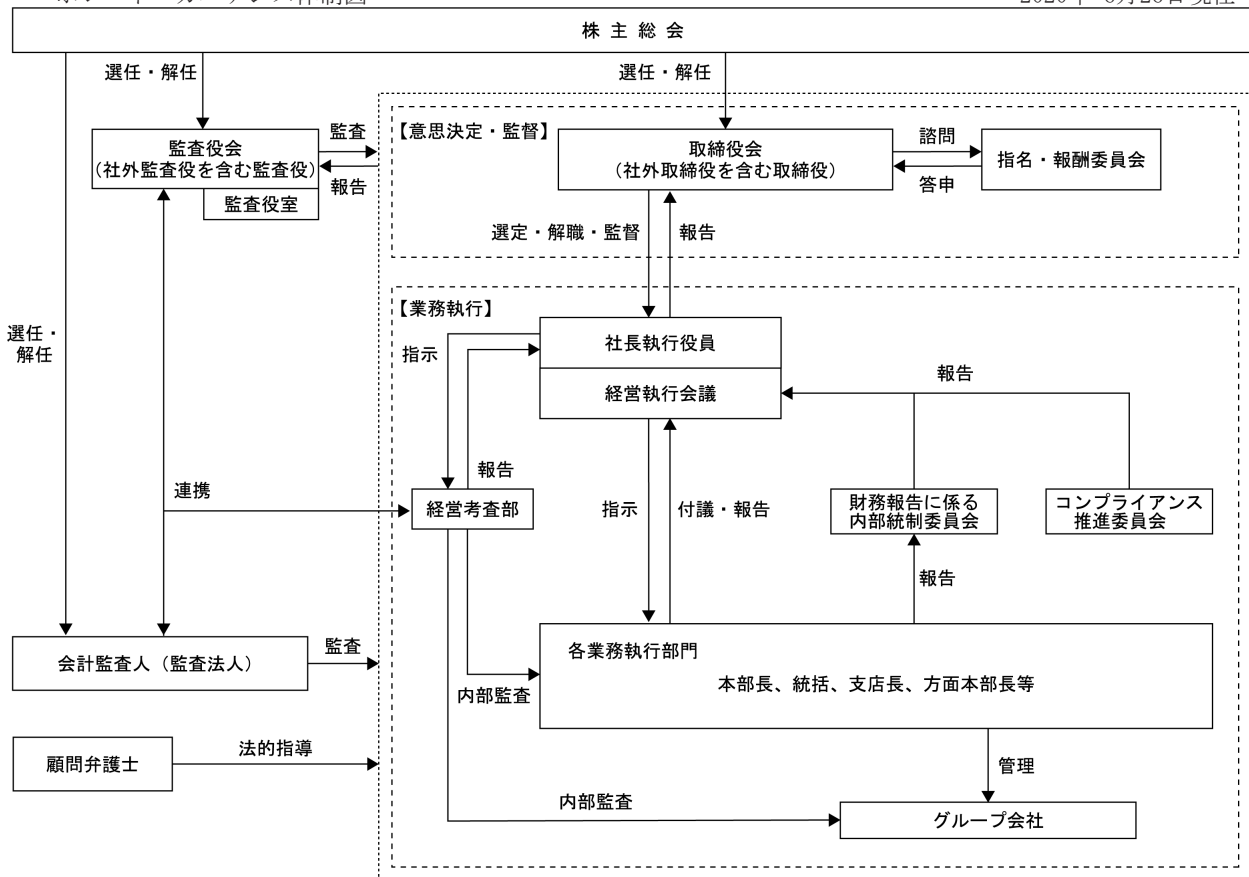 株 主 総 会
選任・解任
選任・解任
【意思決定・監督】
監査役会
(社外監査役を含む監査役)
監査役室
監査
報告
取締役会
(社外取締役を含む取締役)
諮問
答申
指名・報酬委員会
選定・解職・監督
報告
【業務執行】
選任・
解任
指示
社長執行役員
経営執行会議
報告
報告
連携
経営考査部
指示
付議・報告
財務報告に係る
内部統制委員会
コンプライアンス
推進委員会
報告
会計監査人（監査法人）
監査
各業務執行部門
本部長、統括、支店長、方面本部長等
内部監査
顧問弁護士
法的指導
管理
内部監査
グループ会社